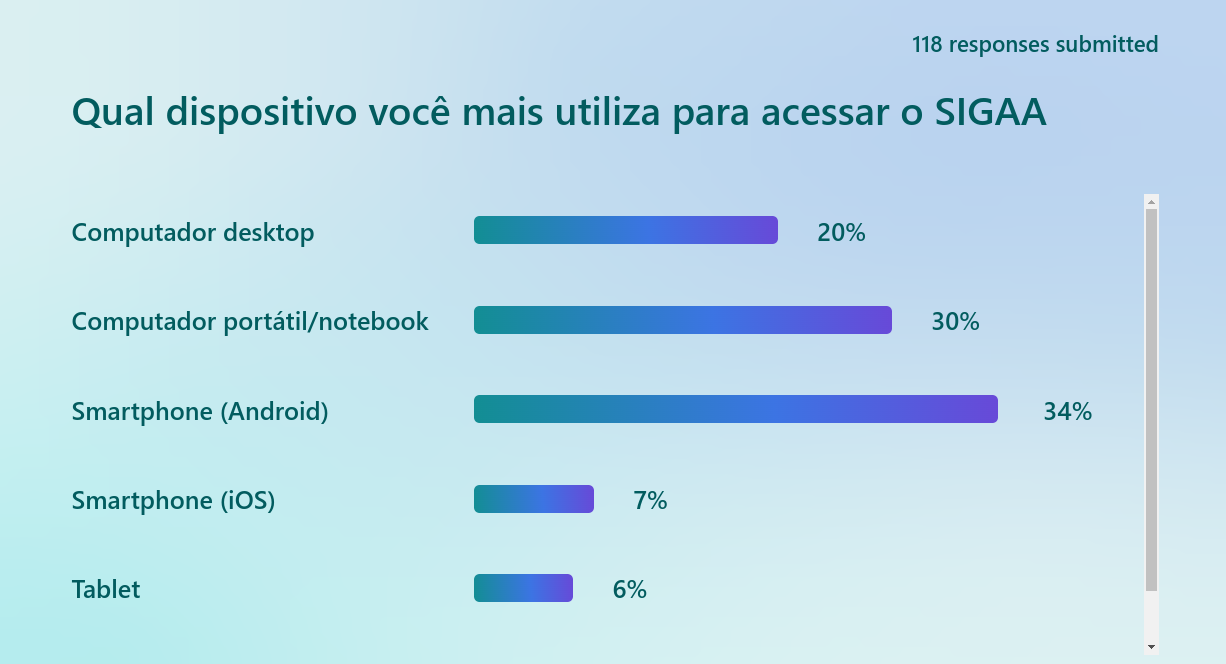 118 responses submitted
Qual dispositivo você mais utiliza para acessar o SIGAA
Computador desktop 20%
Computador portátil/notebook 30%
Smartphone (Android) 34%
Smartphone (iOS) 7%
Tablet 6%